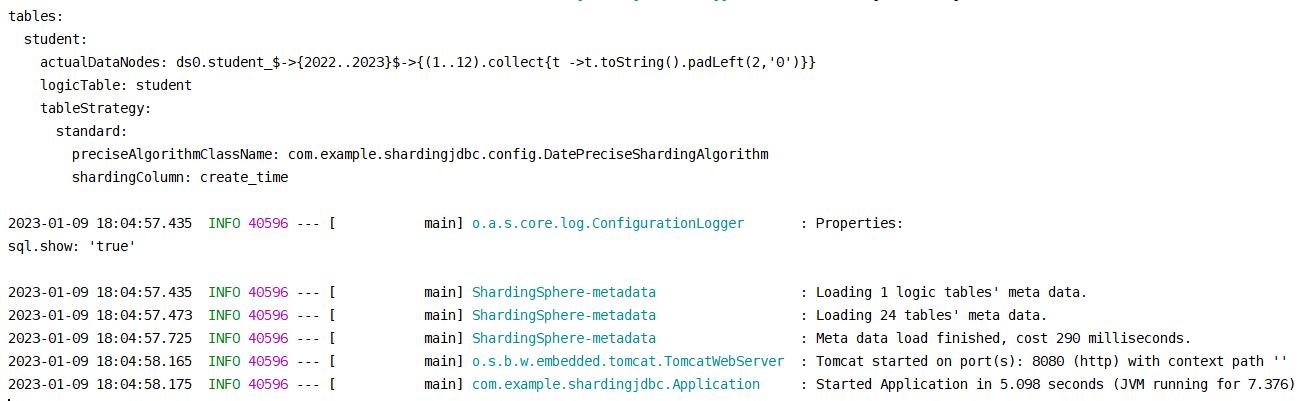 tables:
  student:
    actualDataNodes: ds0.student_$->{2022..2023}$->{(1..12).collect{t ->t.toString().padLeft(2,'0')}}
    logicTable: student
    tableStrategy:
      standard:
        preciseAlgorithmClassName: com.example.shardingjdbc.config.DatePreciseShardingAlgorithm
        shardingColumn: create_time
2023-01-09 18:04:57.435  INFO 40596 --- [           main] o.a.s.core.log.ConfigurationLogger       : Properties:
sql.show: 'true'
2023-01-09 18:04:57.435  INFO 40596 --- [           main] ShardingSphere-metadata                  : Loading 1 logic tables' meta data.
2023-01-09 18:04:57.473  INFO 40596 --- [           main] ShardingSphere-metadata                  : Loading 24 tables' meta data.
2023-01-09 18:04:57.725  INFO 40596 --- [           main] ShardingSphere-metadata                  : Meta data load finished, cost 290 milliseconds.
2023-01-09 18:04:58.165  INFO 40596 --- [           main] o.s.b.w.embedded.tomcat.TomcatWebServer  : Tomcat started on port(s): 8080 (http) with context path ''
2023-01-09 18:04:58.175  INFO 40596 --- [           main] com.example.shardingjdbc.Application     : Started Application in 5.098 seconds (JVM running for 7.376)